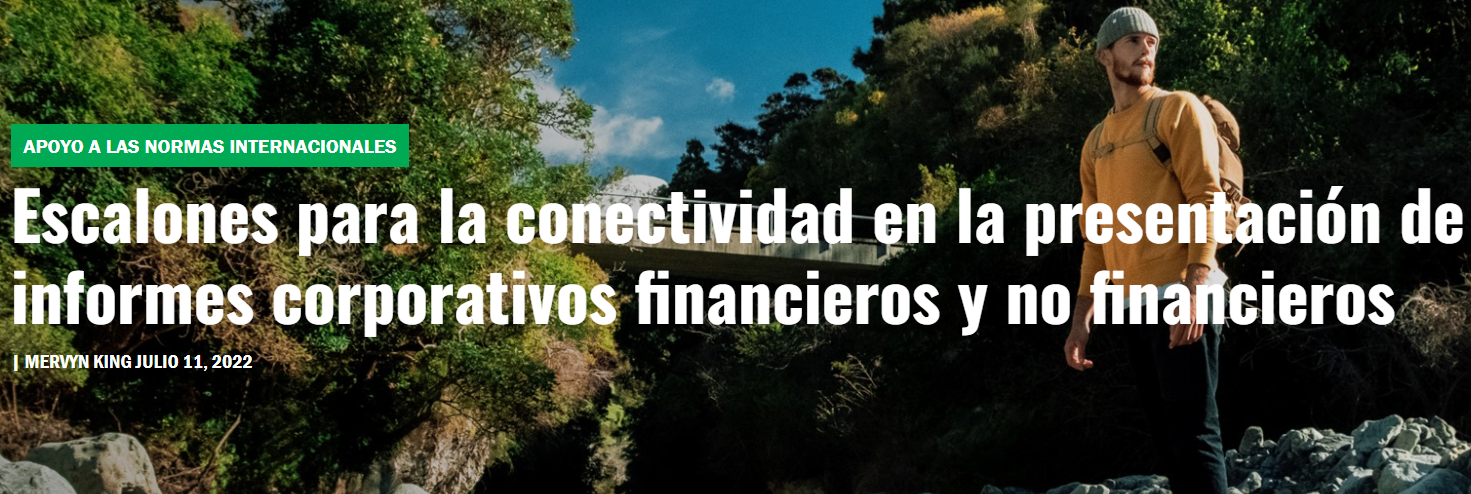 APOYO A LAS NORMAS INTERNACIONALES
Escalones para la conectividad en la presentación de
informes corporativos financieros y no financieros
| MERVYN KING JULIO 11, 2022